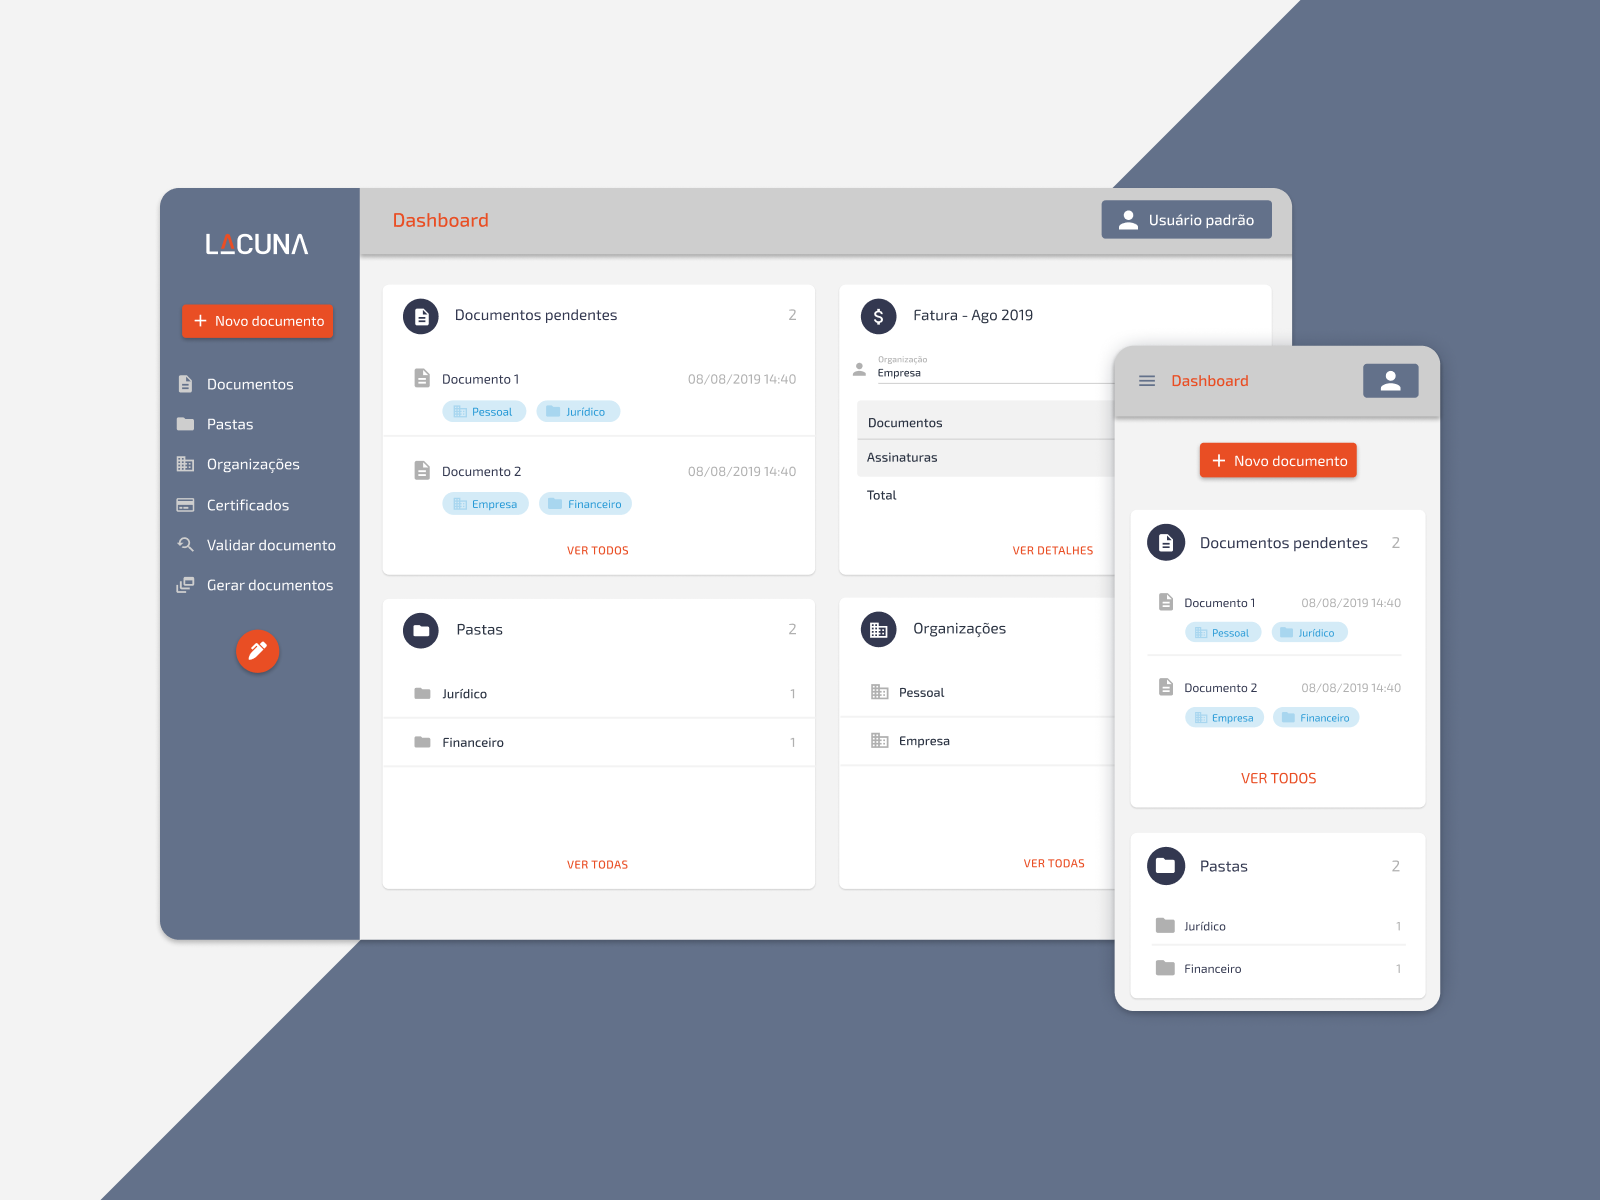 LACUNA
Novo documento
Documentos
Pastas
Organizações
Certificados
Validar documento
Gerar documentos
Dashboard
Usuário padrão
Documentos pendentes 2
Documento 1 08/08/2019 14:40
Pessoal Jurídico
Documento 2 08/08/2019 14:40
Empresa Financeiro
VER TODOS
Fatura - Ago 2019
Organização
Empresa
Documentos
Assinaturas
Total
VER DETALHES
Pastas 2
Jurídico 1
Financeiro 1
VER TODAS
Organizações
Pessoal
Empresa
VER TODAS
Dashboard
Novo documento
Documentos pendentes 2
Documento 1 08/08/2019 14:40
Pessoal Jurídico
Documento 2 08/08/2019 14:40
Empresa Financeiro
VER TODOS
Pastas 2
Jurídico 1
Financeiro 1